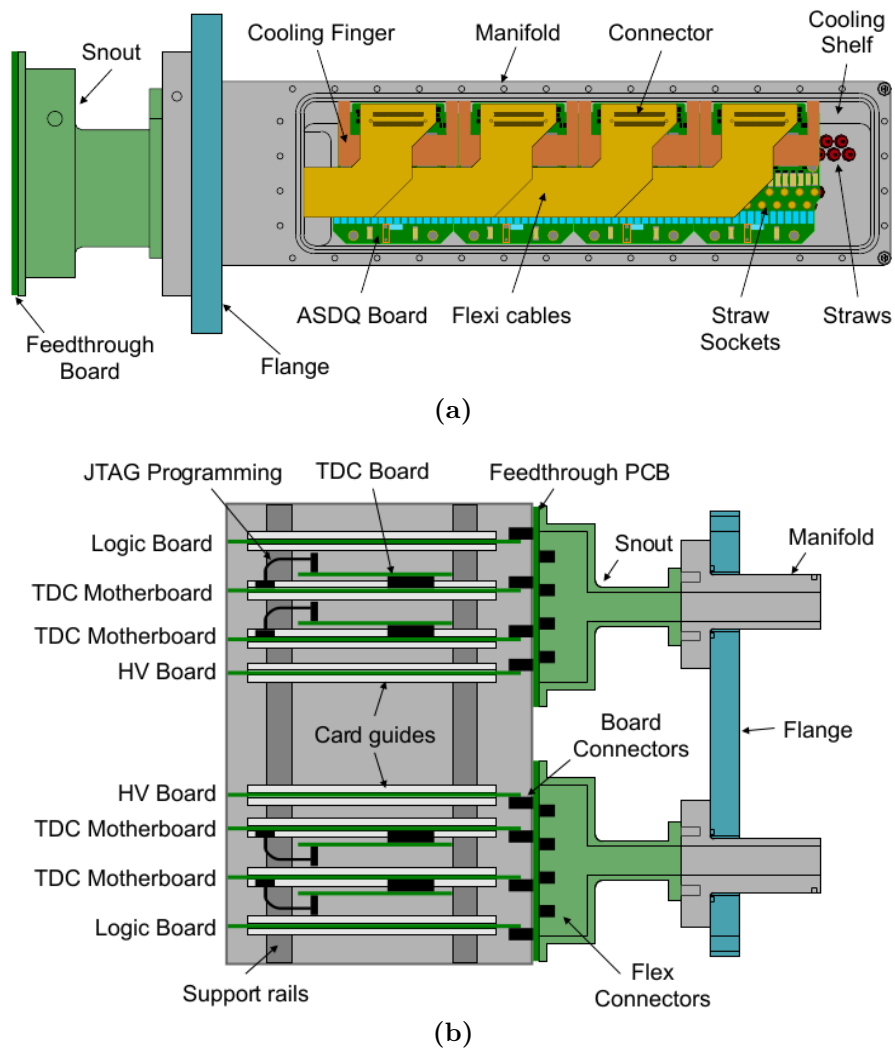 Snout
Cooling Finger
Manifold
Connector
Cooling
Shelf
Feedthrough
Board
Flange
ASDQ Board
Flexi cables
Straw
Sockets
Straws
(a)
JTAG Programming
TDC Board
Feedthrough PCB
Logic Board
Snout
Manifold
TDC Motherboard
TDC Motherboard
HV Board
Card guides
Board
Connectors
Flange
HV Board
TDC Motherboard
TDC Motherboard
Logic Board
Support rails
Flex
Connectors
(b)